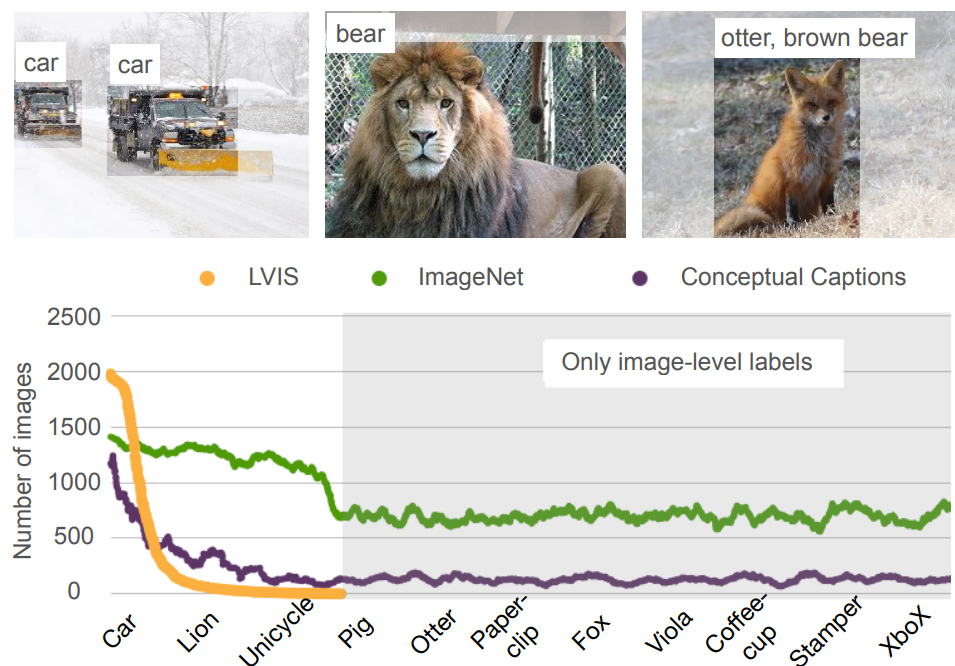 car
car
bear
otter, brown bear
LVIS
ImageNet
Conceptual Captions
2500
2000
1500
1000
500
0
Number of images
Only image-level labels
Car
Lion
Unicycle
Pig
Otter
Paper-
clip
Fox
Viola
Coffee-
cup
Stamper
XboX